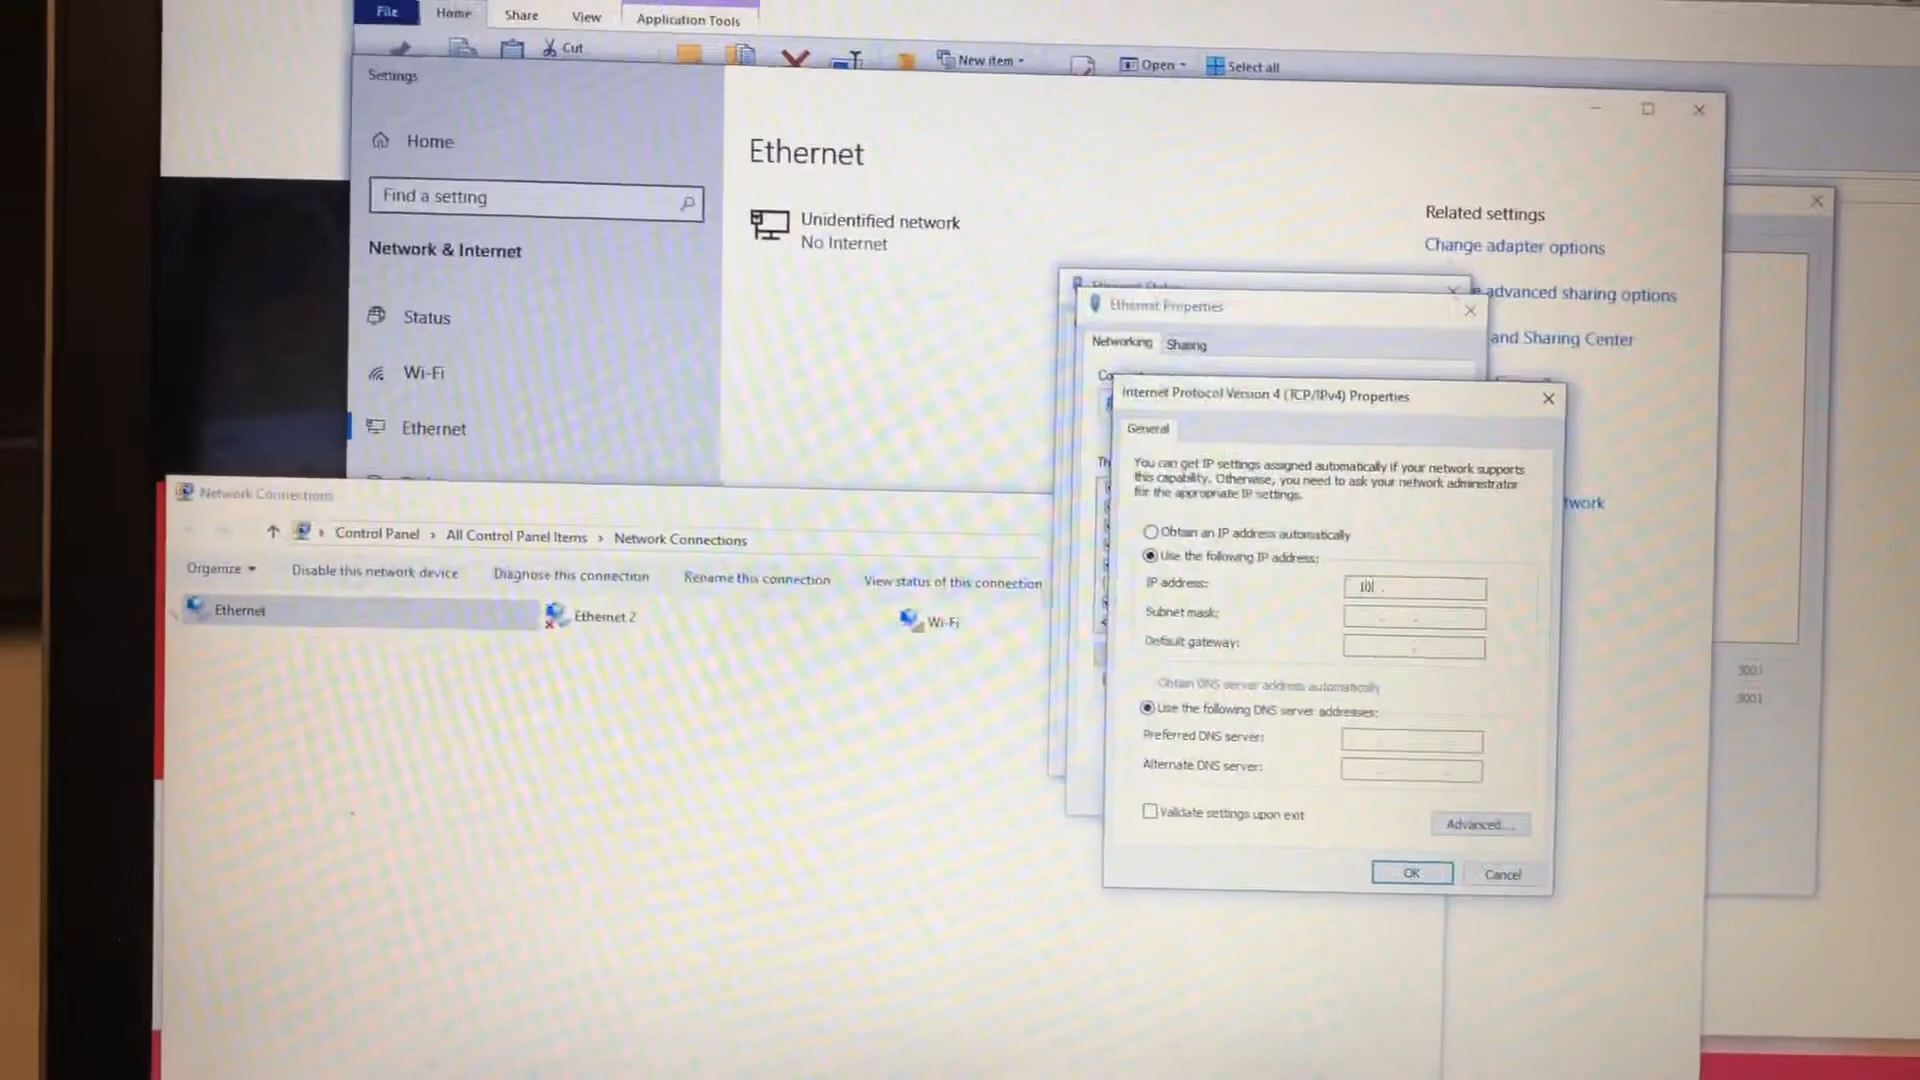 File Home Share View Application Tools
Cut New item Open Select all
Settings
Home
Find a setting
Network & Internet
Status
Wi-Fi
Ethernet
Ethernet
Unidentified network
No Internet
Related settings
Change adapter options
advanced sharing options
and Sharing Center
Ethernet Properties
Networking Sharing
Internet Protocol Version 4 (TCP/IPv4) Properties
General
You can get IP settings assigned automatically if your network supports
this capability. Otherwise, you need to ask your network administrator
for the appropriate IP settings.
Obtain an IP address automatically
Use the following IP address:
IP address: 10 .
Subnet mask: . .
Default gateway: .
Obtain DNS server address automatically
Use the following DNS server addresses:
Preferred DNS server:
Alternate DNS server: . .
Validate settings upon exit
Advanced...
OK Cancel
Network Connections
Control Panel › All Control Panel Items › Network Connections
Organize Disable this network device Diagnose this connection Rename this connection View status of this connection
Ethernet Ethernet 2 Wi-Fi